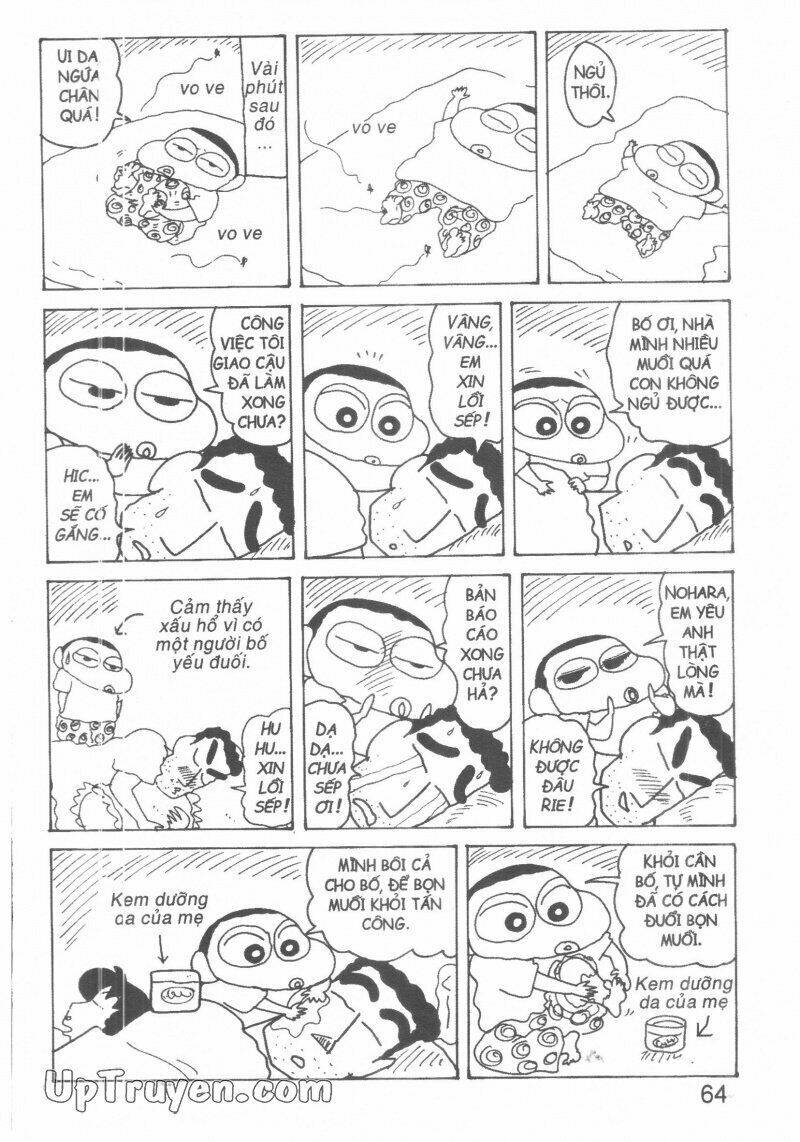 NGỦ
THÔI.
vo ve
Vài
phút
sau
đó
...
vo ve
UI DA
NGỨA
CHÂN
QUÁ!
vo ve
BỐ ƠI, NHÀ
MÌNH NHIỀU
MUỖI QUÁ
CON KHÔNG
NGỦ ĐƯỢC...
VÂNG,
VÂNG...
EM
XIN
LỖI
SẾP!
CÔNG
VIỆC TÔI
GIAO CẬU
ĐÃ LÀM
XONG
CHƯA?
HIC...
EM
SẼ CỐ
GẮNG...
NOHARA,
EM YÊU
ANH
THẬT
LÒNG
MÀ!
KHÔNG
ĐƯỢC
ĐÂU
RIE!
BẢN
BÁO
CÁO
XONG
CHƯA
HẢ?
DẠ
DẠ...
CHƯA
SẾP
ƠI!
Cảm thấy
xấu hổ vì có
một người bố
yếu đuối.
HU
HU...
XIN
LỖI
SẾP!
KHỎI CẦN
BỐ, TỰ MÌNH
ĐÃ CÓ CÁCH
ĐUỔI BỌN
MUỖI.
Kem dưỡng
da của mẹ
MÌNH BÔI CẢ
CHO BỐ, ĐỂ BỌN
MUỖI KHỎI TẤN
CÔNG.
Kem dưỡng
da của mẹ
UpTruyen.com
64